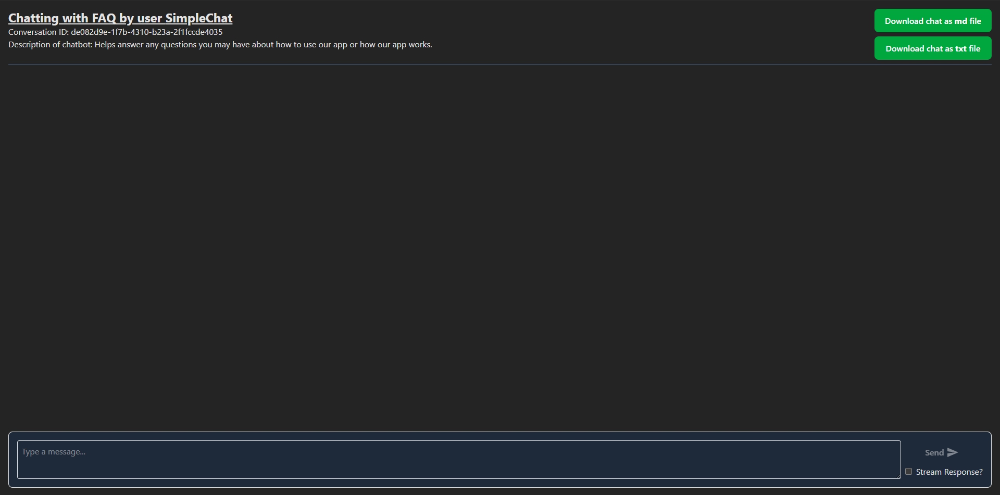 Chatting with FAQ by user SimpleChat
Conversation ID: de082d9e-1f7b-4310-b23a-2f1fccde4035
Description of chatbot: Helps answer any questions you may have about how to use our app or how our app works.
Download chat as md file
Download chat as txt file
Type a message...
Send
Stream Response?